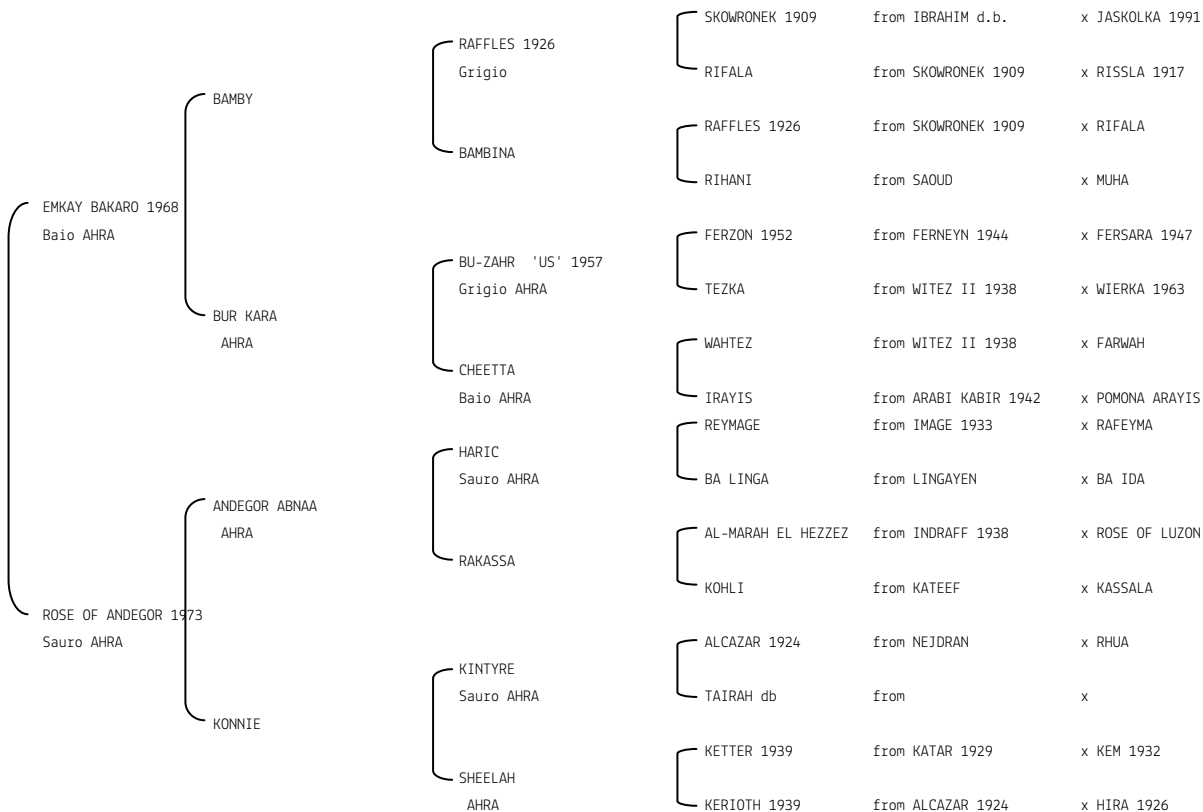 SKOWRONEK 1909 from IBRAHIM d.b. x JASKOLKA 1991
RAFFLES 1926
Grigio RIFALA from SKOWRONEK 1909 x RISSLA 1917
BAMBY
RAFFLES 1926 from SKOWRONEK 1909 x RIFALA
BAMBINA
RIHANI from SAOUD x MUHA
EMKAY BAKARO 1968
Baio AHRA FERZON 1952 from FERNEYN 1944 x FERSARA 1947
BU-ZAHR 'US' 1957
Grigio AHRA TEZKA from WITEZ II 1938 x WIERKA 1963
BUR KARA
AHRA WAHTEZ from WITEZ II 1938 x FARWAH
CHEETTA
Baio AHRA IRAYIS from ARABI KABIR 1942 x POMONA ARAYIS
REYMAGE from IMAGE 1933 x RAFEYMA
HARIC
Sauro AHRA BA LINGA from LINGAYEN x BA IDA
ANDEGOR ABNAA
AHRA AL-MARAH EL HEZZEZ from INDRAFF 1938 x ROSE OF LUZON
RAKASSA
KOHLI from KATEEF x KASSALA
ROSE OF ANDEGOR 1973
Sauro AHRA ALCAZAR 1924 from NEJDRAN x RHUA
KINTYRE
Sauro AHRA TAIRAH db from x
KONNIE
KETTER 1939 from KATAR 1929 x KEM 1932
SHEELAH
AHRA KERIOTH 1939 from ALCAZAR 1924 x HIRA 1926